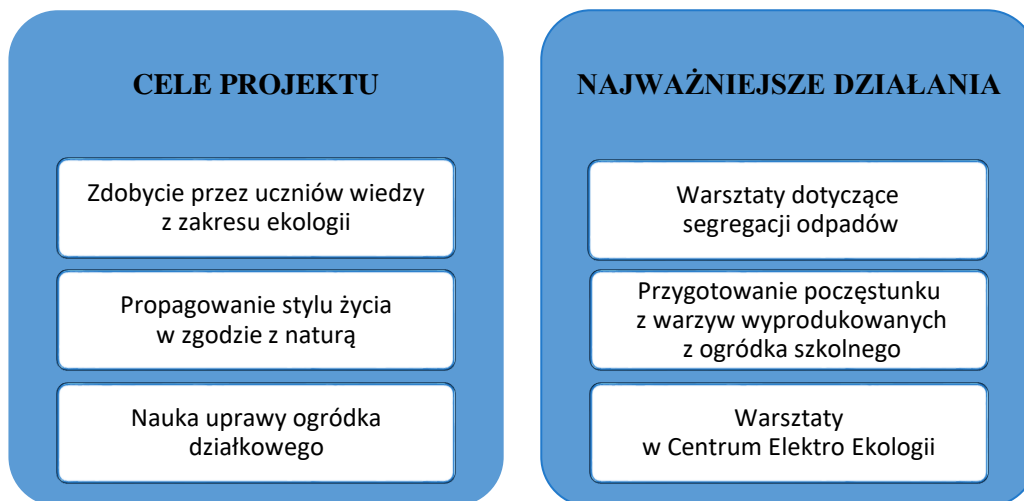 CELE PROJEKTU
Zdobycie przez uczniów wiedzy
z zakresu ekologii
Propagowanie stylu życia
w zgodzie z naturą
Nauka uprawy ogródka
działkowego
NAJWAŻNIEJSZE DZIAŁANIA
Warsztaty dotyczące
segregacji odpadów
Przygotowanie poczęstunku
z warzyw wyprodukowanych
z ogródka szkolnego
Warsztaty
w Centrum Elektro Ekologii